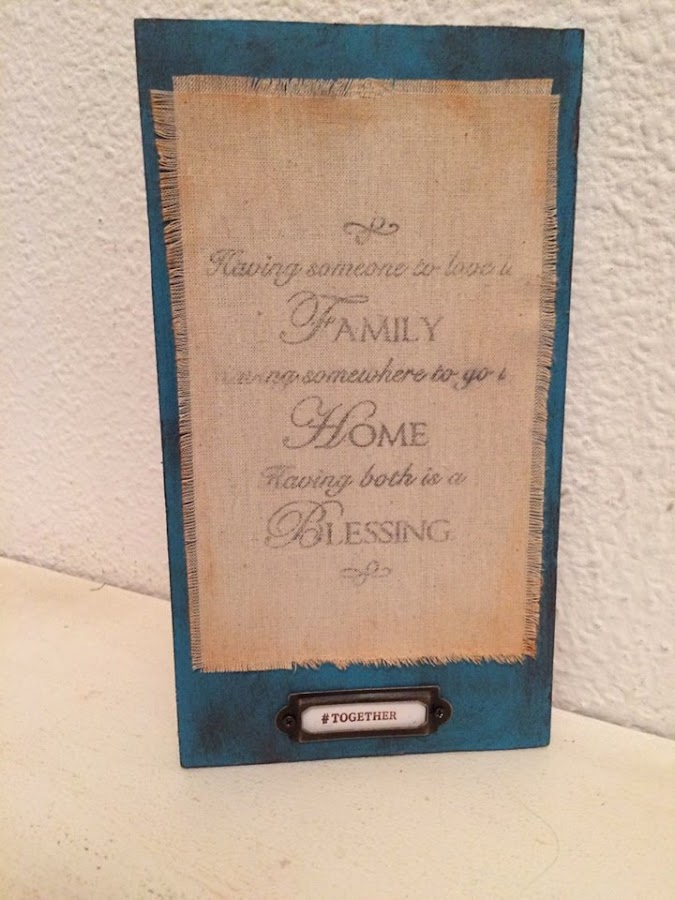 Having someone to love
FAMILY
somewhere to go
HOME
Having both is a
BLESSING
#TOGETHER